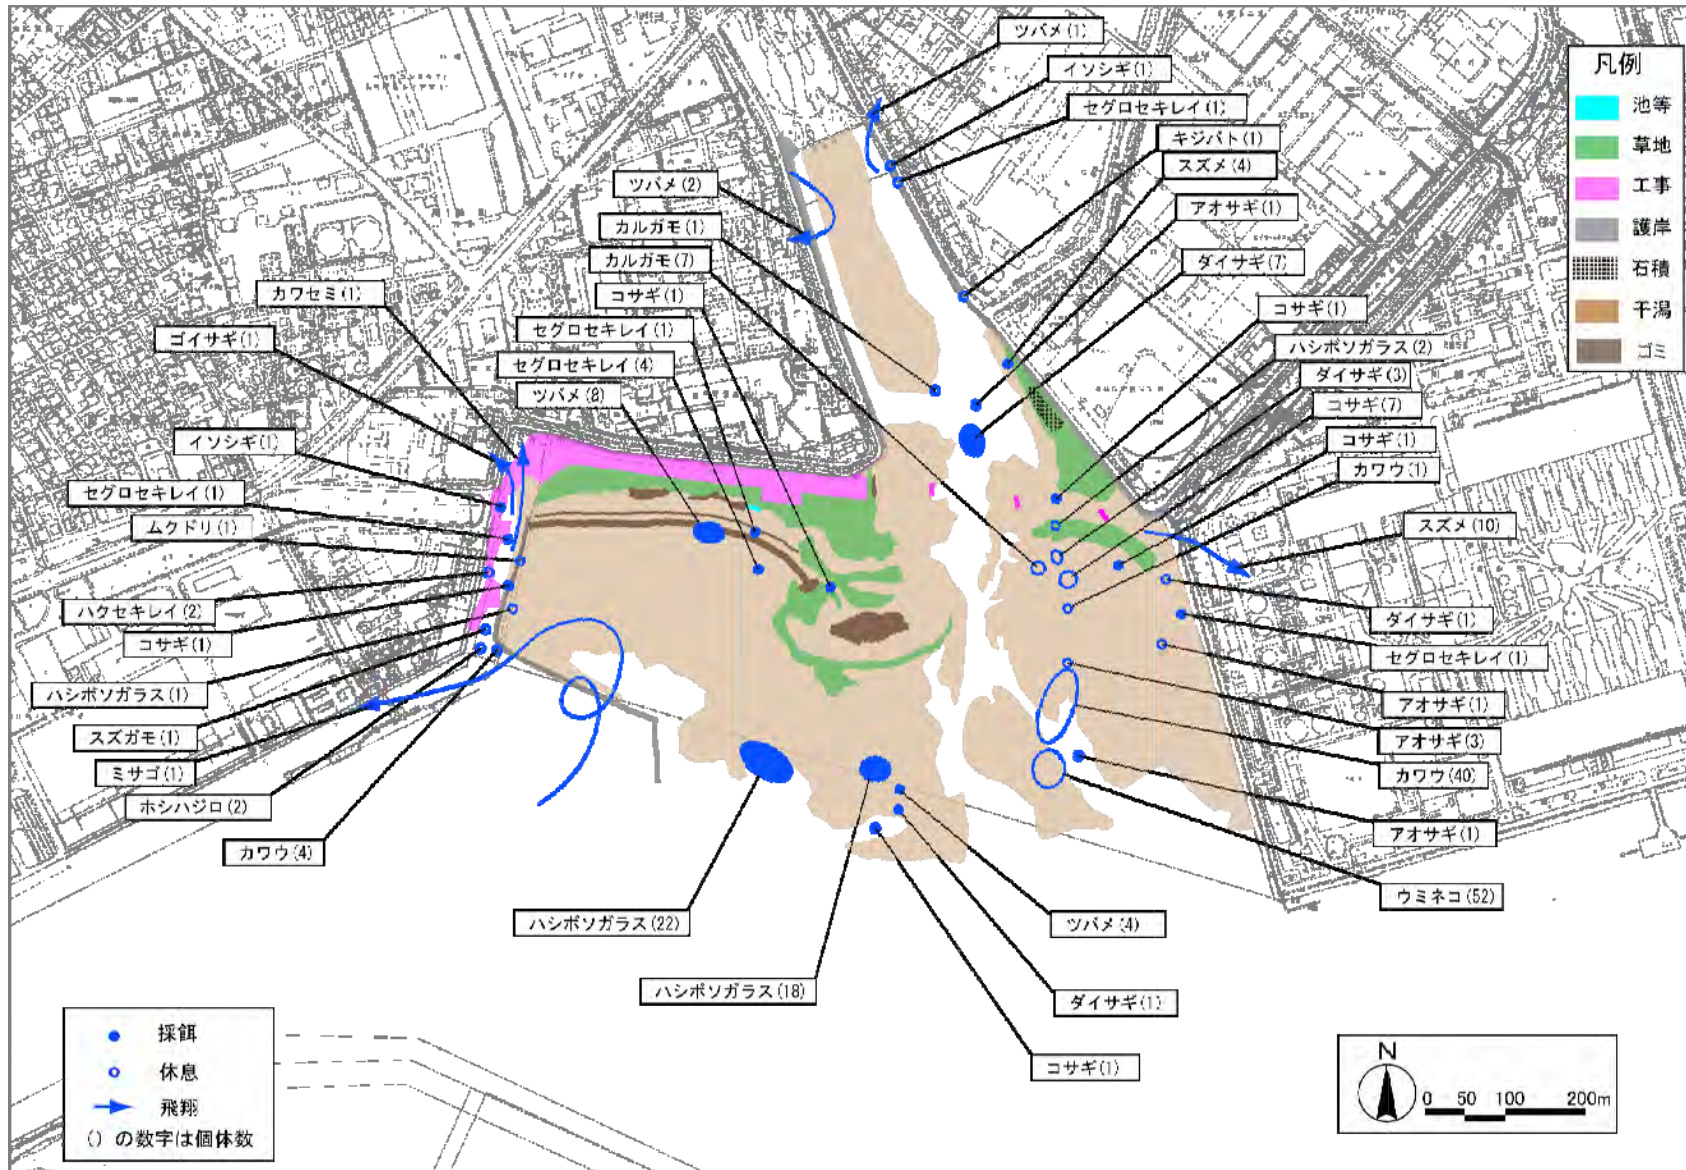 ツバメ(1)
イソシギ(1)
セグロセキレイ(1)
キジバト(1)
スズメ(4)
アオサギ(1)
ダイサギ(7)
コサギ(1)
ハシボソガラス(2)
ダイサギ(3)
コサギ(7)
コサギ(1)
カワウ(1)
スズメ(10)
ダイサギ(1)
セグロセキレイ(1)
アオサギ(1)
アオサギ(3)
カワウ(40)
アオサギ(1)
ウミネコ(52)
ツバメ(2)
カルガモ(1)
カルガモ(7)
コサギ(1)
セグロセキレイ(1)
セグロセキレイ(4)
ツバメ(8)
カワセミ(1)
ゴイサギ(1)
イソシギ(1)
セグロセキレイ(1)
ムクドリ(1)
ハクセキレイ(2)
コサギ(1)
ハシボソガラス(1)
スズガモ(1)
ミサゴ(1)
ホシハジロ(2)
カワウ(4)
ハシボソガラス(22)
ハシボソガラス(18)
ツバメ(4)
ダイサギ(1)
コサギ(1)
凡例
池等
草地
工事
護岸
石積
干潟
ゴミ
採餌
休息
飛翔
() の数字は個体数
N
0 50 100 200m